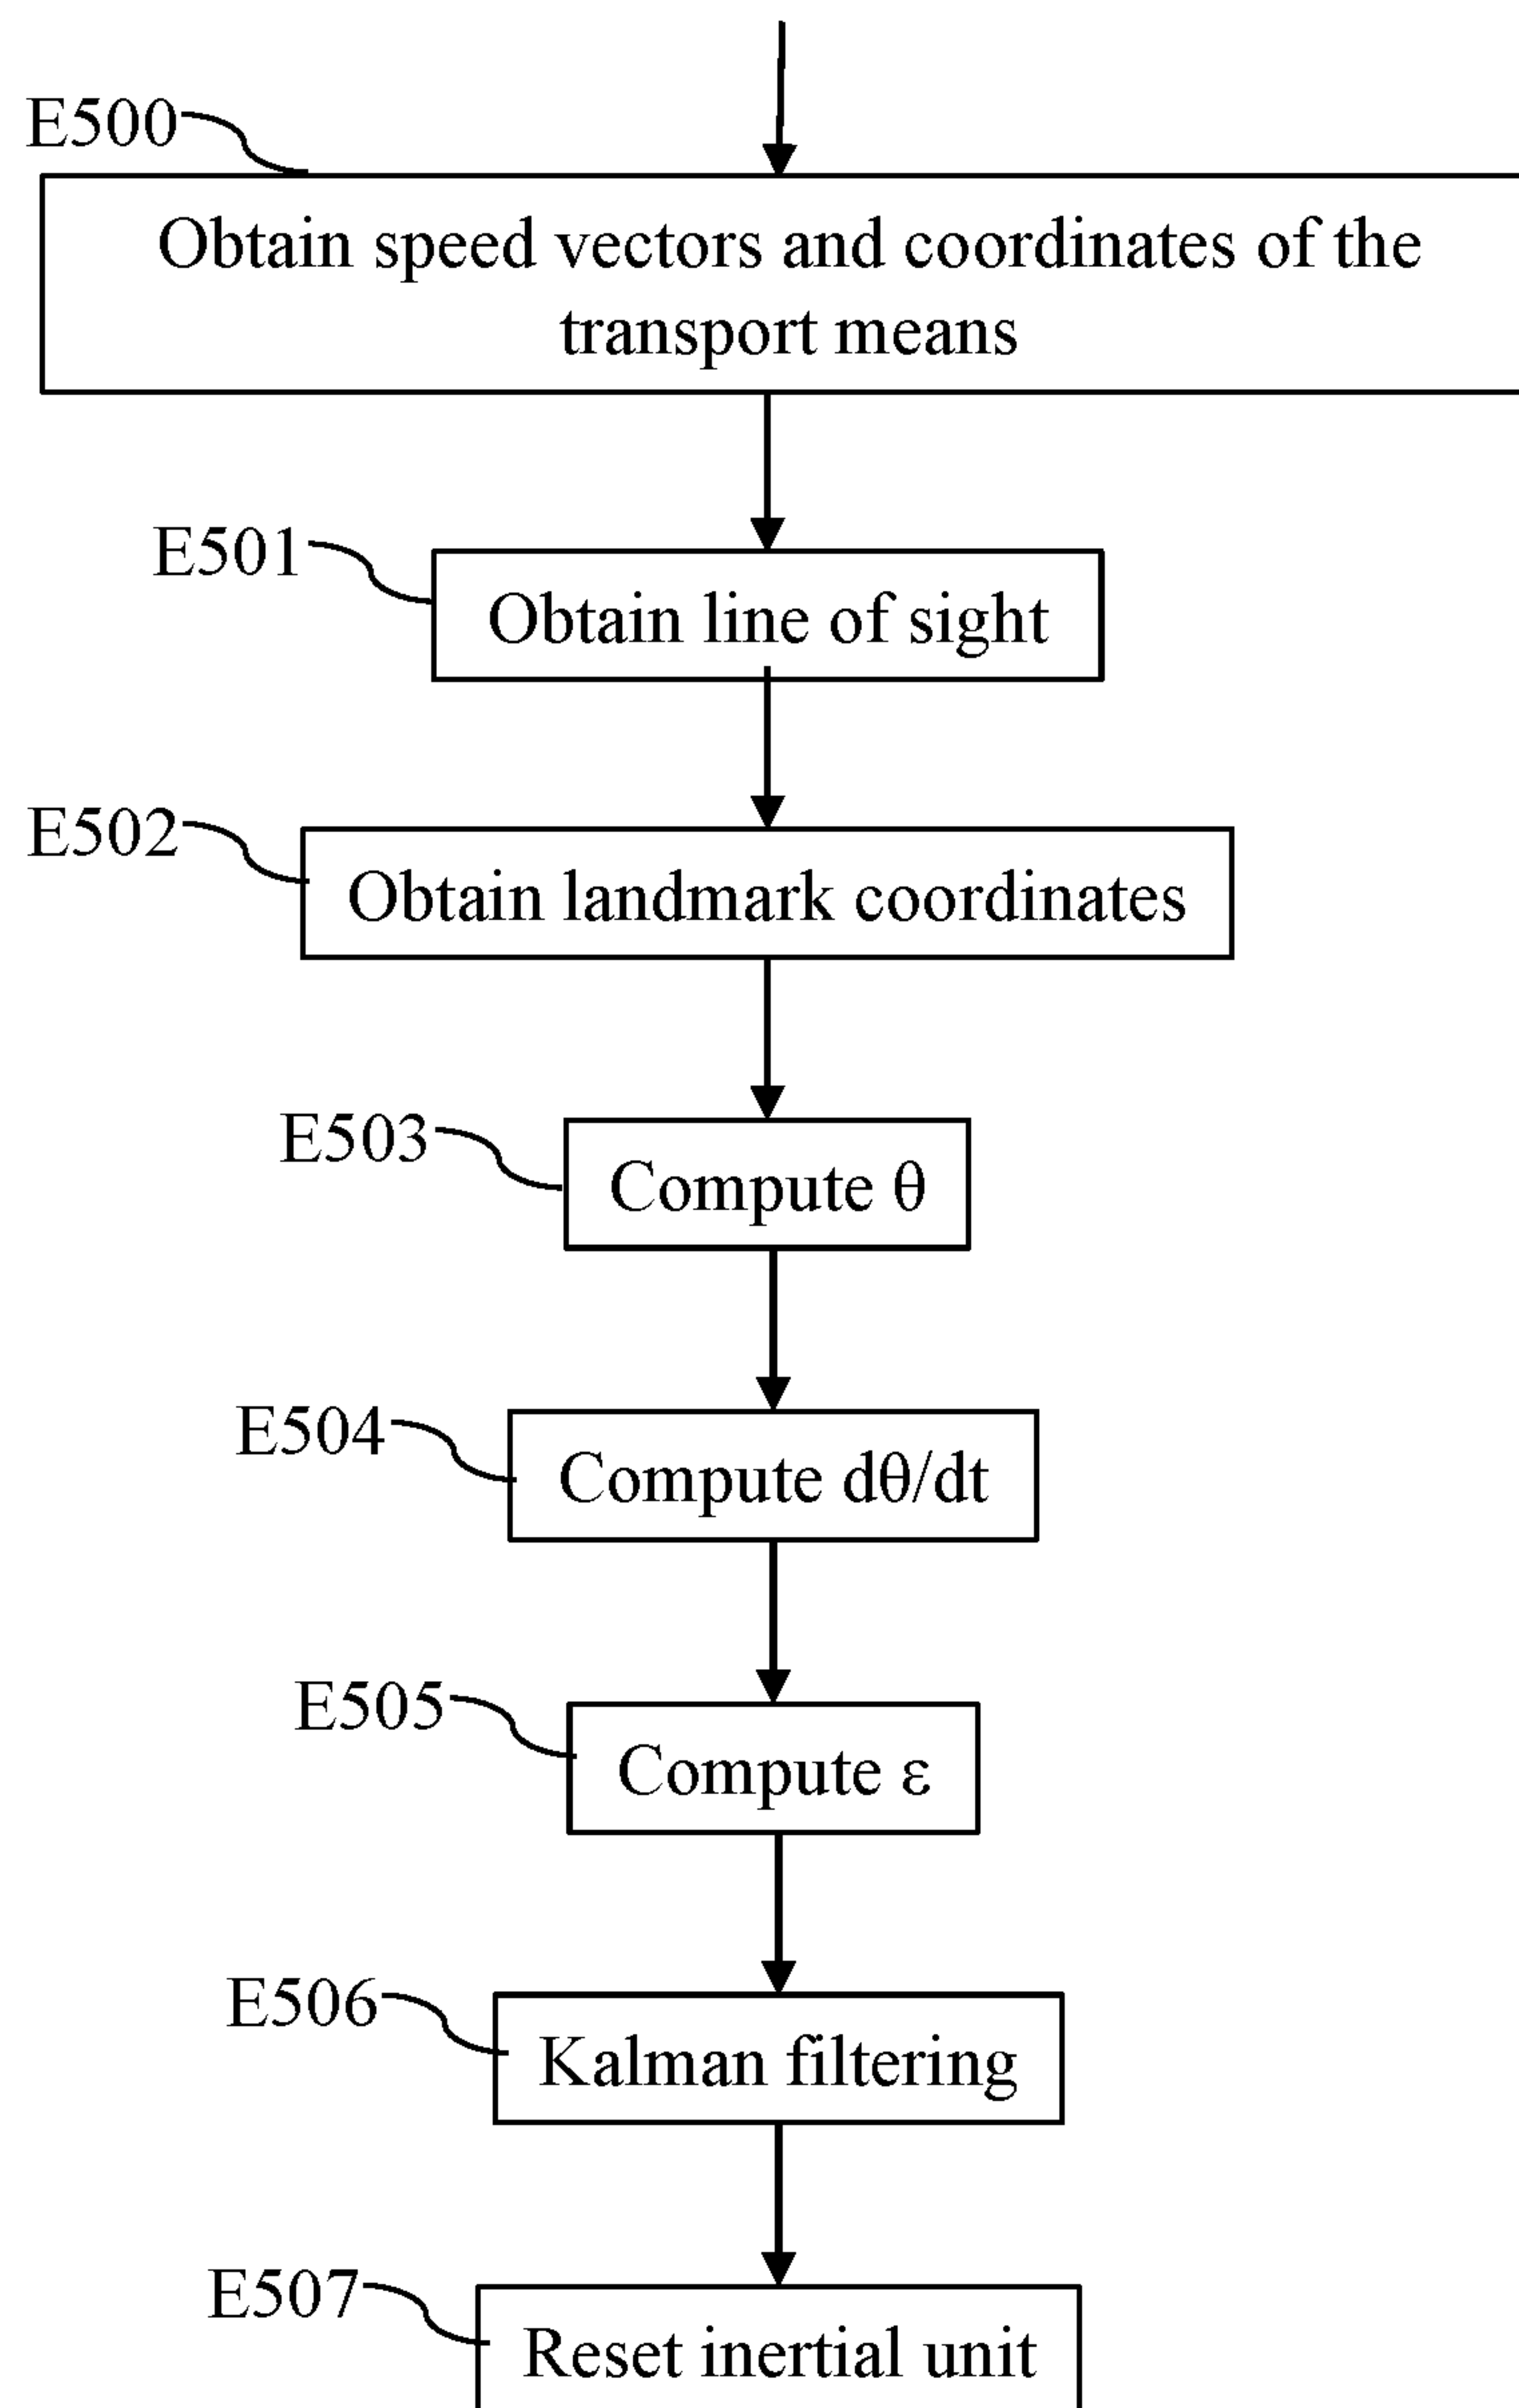 E500
Obtain speed vectors and coordinates of the
transport means
E501
Obtain line of sight
E502
Obtain landmark coordinates
E503
Compute θ
E504
Compute dθ/dt
E505
Compute ε
E506
Kalman filtering
E507
Reset inertial unit